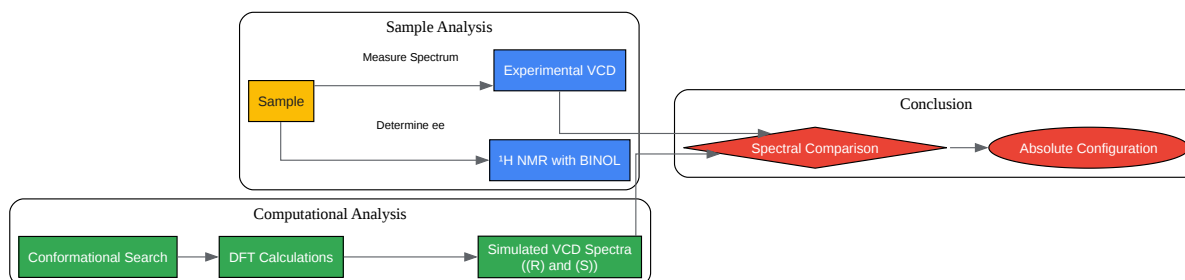 Sample Analysis
Measure Spectrum
Experimental VCD
Sample
Determine ee
¹H NMR with BINOL
Conclusion
Spectral Comparison
Absolute Configuration
Computational Analysis
Conformational Search
DFT Calculations
Simulated VCD Spectra
((R) and (S))